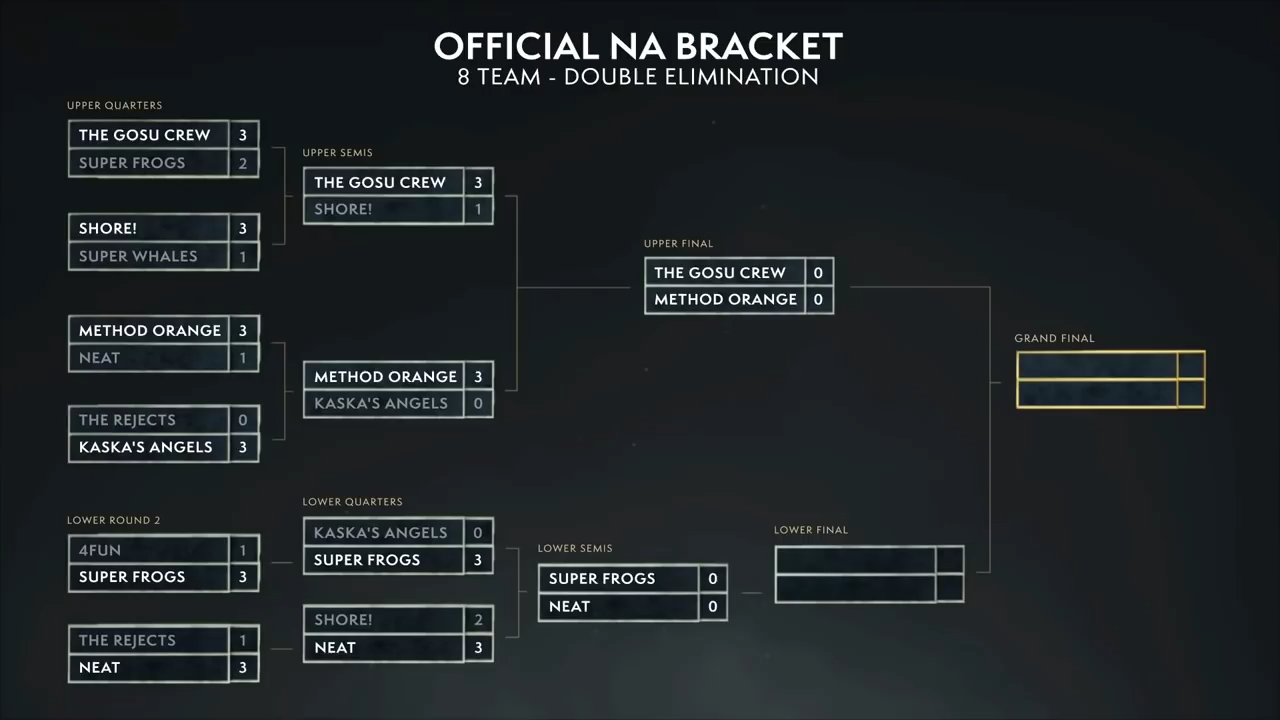 OFFICIAL NA BRACKET
8 TEAM - DOUBLE ELIMINATION
UPPER QUARTERS
THE GOSU CREW 3
SUPER FROGS 2
SHORE! 3
SUPER WHALES 1
METHOD ORANGE 3
NEAT 1
THE REJECTS 0
KASKA'S ANGELS 3
UPPER SEMIS
THE GOSU CREW 3
SHORE! 1
METHOD ORANGE 3
KASKA'S ANGELS 0
UPPER FINAL
THE GOSU CREW 0
METHOD ORANGE 0
GRAND FINAL
LOWER ROUND 2
4FUN 1
SUPER FROGS 3
THE REJECTS 1
NEAT 3
LOWER QUARTERS
KASKA'S ANGELS 0
SUPER FROGS 3
SHORE! 2
NEAT 3
LOWER SEMIS
SUPER FROGS 0
NEAT 0
LOWER FINAL